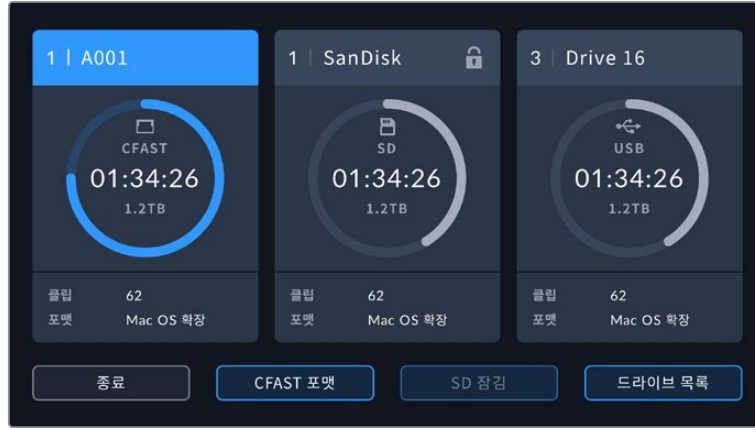 1 | A001
CFAST
01:34:26
1.2TB
클립 62
포맷 Mac OS 확장
1 | SanDisk
SD
01:34:26
1.2TB
클립 62
포맷 Mac OS 확장
3 | Drive 16
USB
01:34:26
1.2TB
클립 62
포맷 Mac OS 확장
종료
CFAST 포맷
SD 잠김
드라이브 목록